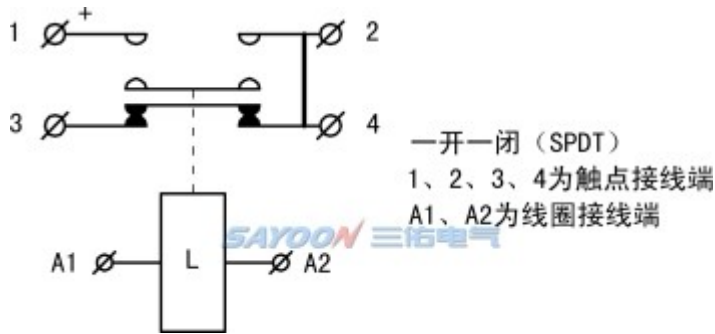 1 + 2
3 4
一开一闭（SPDT）
1、2、3、4为触点接线端
A1、A2为线圈接线端
SAYOON 三佑电气
A1 L A2